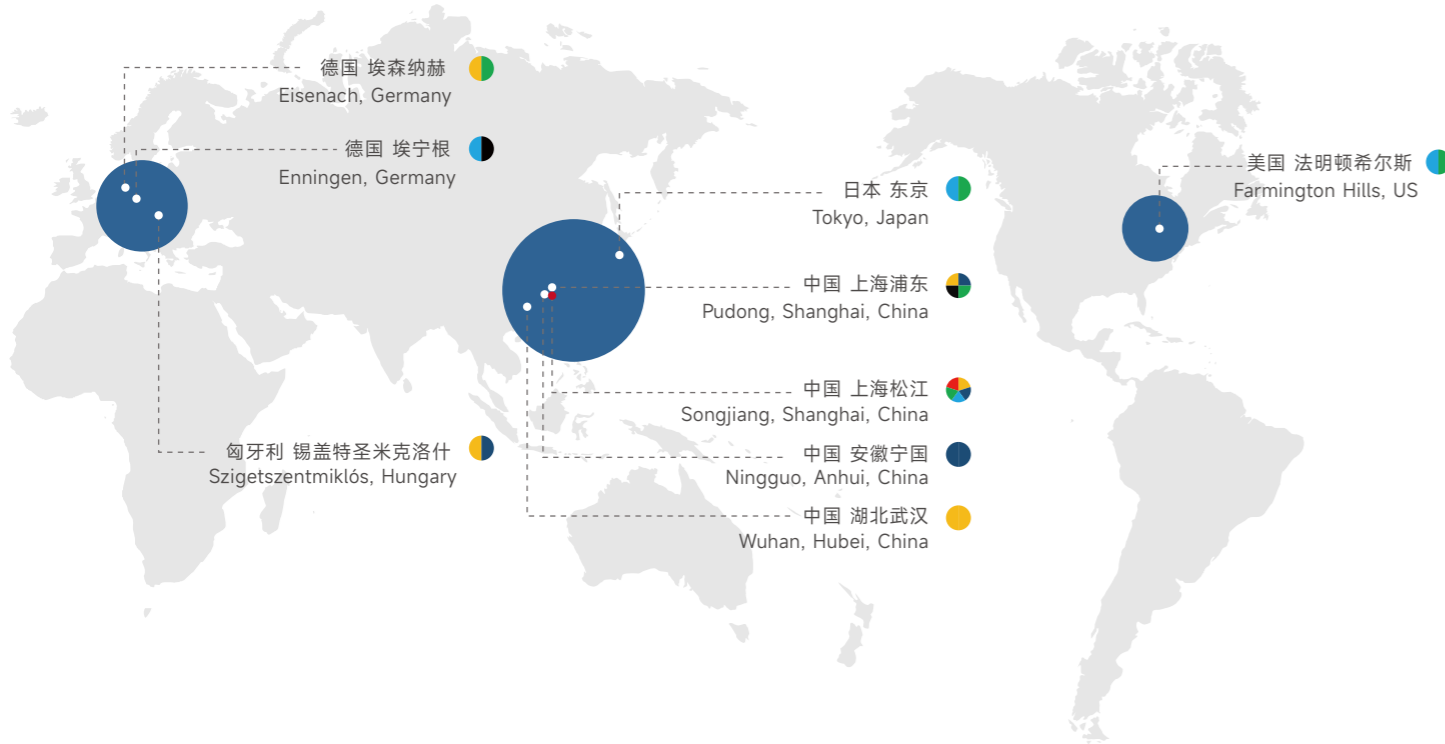 德国 埃森纳赫
Eisenach, Germany
德国 埃宁根
Enningen, Germany
匈牙利 锡盖特圣米克洛什
Szigetszentmiklós, Hungary
日本 东京
Tokyo, Japan
中国 上海浦东
Pudong, Shanghai, China
中国 上海松江
Songjiang, Shanghai, China
中国 安徽宁国
Ningguo, Anhui, China
中国 湖北武汉
Wuhan, Hubei, China
美国 法明顿希尔斯
Farmington Hills, US